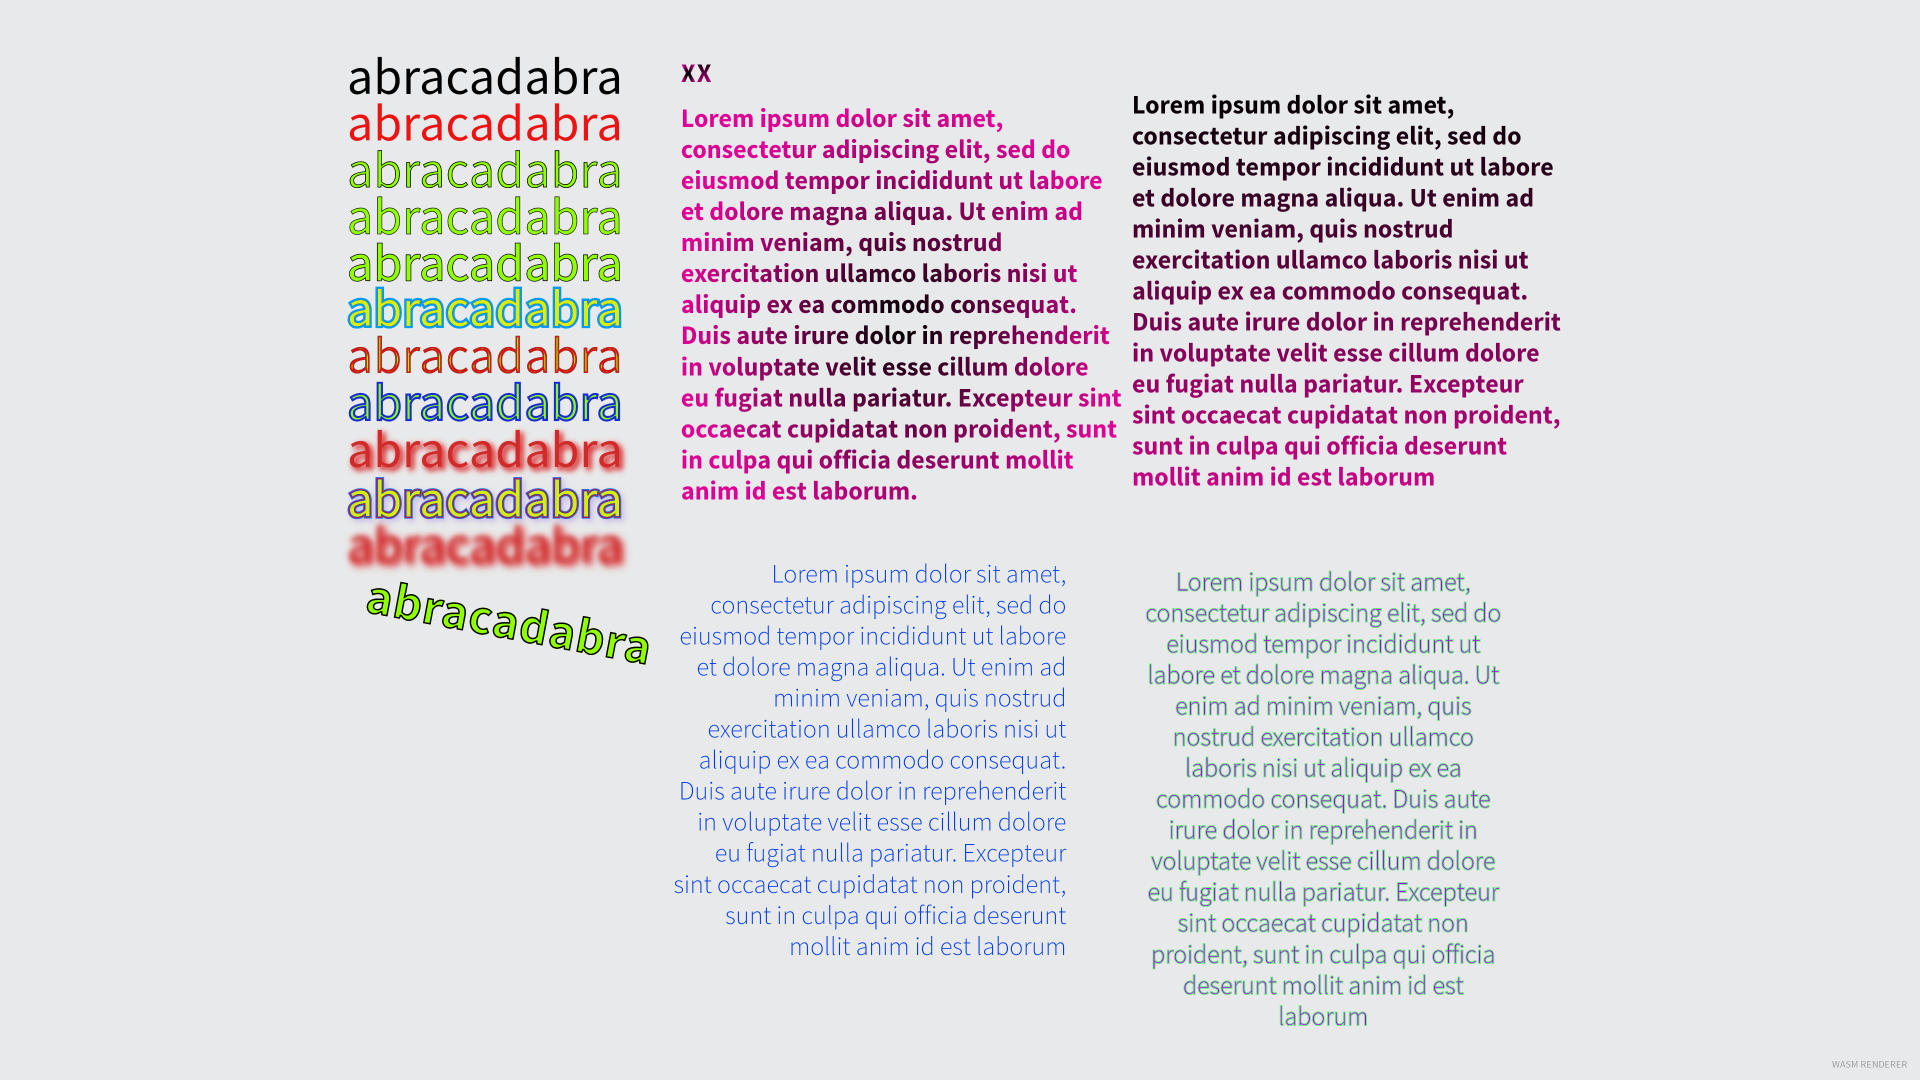 abracadabra
abracadabra
abracadabra
abracadabra
abracadabra
abracadabra
abracadabra
abracadabra
abracadabra
abracadabra
abracadabra
abracadabra
XX
Lorem ipsum dolor sit amet,
consectetur adipiscing elit, sed do
eiusmod tempor incididunt ut labore
et dolore magna aliqua. Ut enim ad
minim veniam, quis nostrud
exercitation ullamco laboris nisi ut
aliquip ex ea commodo consequat.
Duis aute irure dolor in reprehenderit
in voluptate velit esse cillum dolore
eu fugiat nulla pariatur. Excepteur sint
occaecat cupidatat non proident, sunt
in culpa qui officia deserunt mollit
anim id est laborum.
Lorem ipsum dolor sit amet,
consectetur adipiscing elit, sed do
eiusmod tempor incididunt ut labore
et dolore magna aliqua. Ut enim ad
minim veniam, quis nostrud
exercitation ullamco laboris nisi ut
aliquip ex ea commodo consequat.
Duis aute irure dolor in reprehenderit
in voluptate velit esse cillum dolore
eu fugiat nulla pariatur. Excepteur
sint occaecat cupidatat non proident,
sunt in culpa qui officia deserunt
mollit anim id est laborum
Lorem ipsum dolor sit amet,
consectetur adipiscing elit, sed do
eiusmod tempor incididunt ut labore
et dolore magna aliqua. Ut enim ad
minim veniam, quis nostrud
exercitation ullamco laboris nisi ut
aliquip ex ea commodo consequat.
Duis aute irure dolor in reprehenderit
in voluptate velit esse cillum dolore
eu fugiat nulla pariatur. Excepteur
sint occaecat cupidatat non proident,
sunt in culpa qui officia deserunt
mollit anim id est laborum
Lorem ipsum dolor sit amet,
consectetur adipiscing elit, sed do
eiusmod tempor incididunt ut
labore et dolore magna aliqua. Ut
enim ad minim veniam, quis
nostrud exercitation ullamco
laboris nisi ut aliquip ex ea
commodo consequat. Duis aute
irure dolor in reprehenderit in
voluptate velit esse cillum dolore
eu fugiat nulla pariatur. Excepteur
sint occaecat cupidatat non
proident, sunt in culpa qui officia
deserunt mollit anim id est
laborum
WASM RENDERER